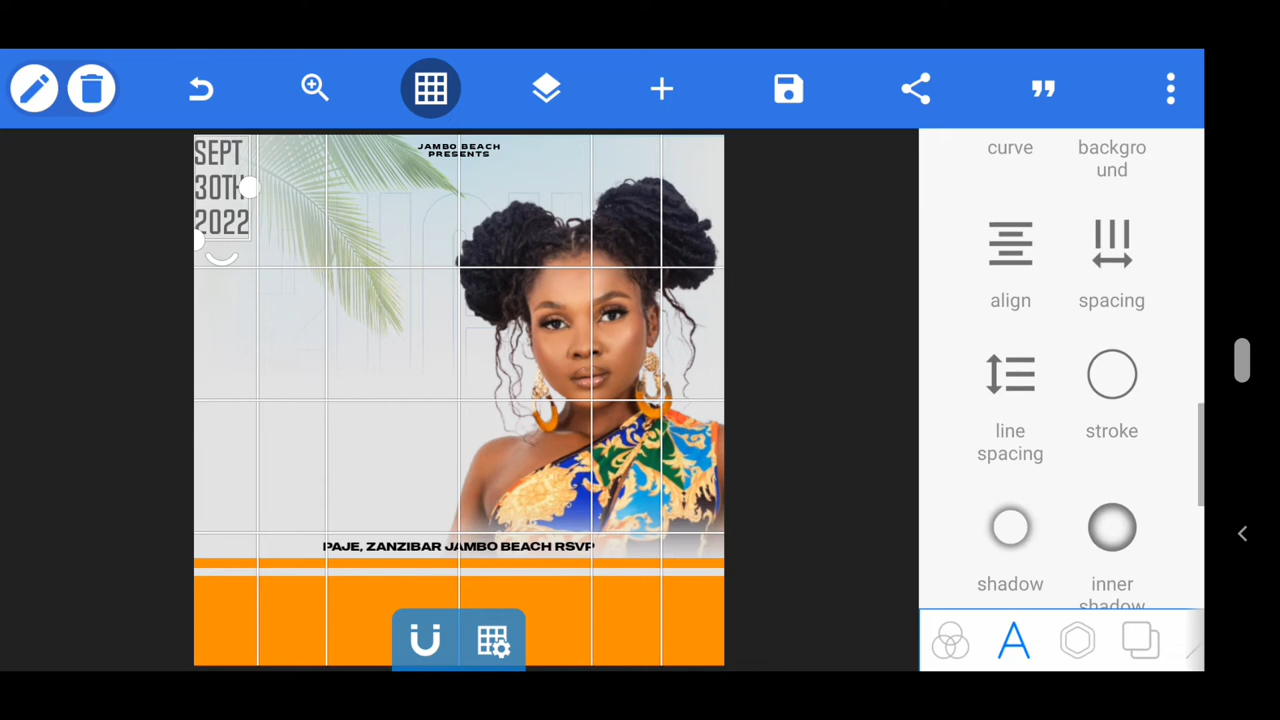 SEPT
30TH
2022
JAMBO BEACH
PRESENTS
PAJE, ZANZIBAR JAMBO BEACH RSVP
curve
backgro
und
align
spacing
line
spacing
stroke
shadow
inner
shadow